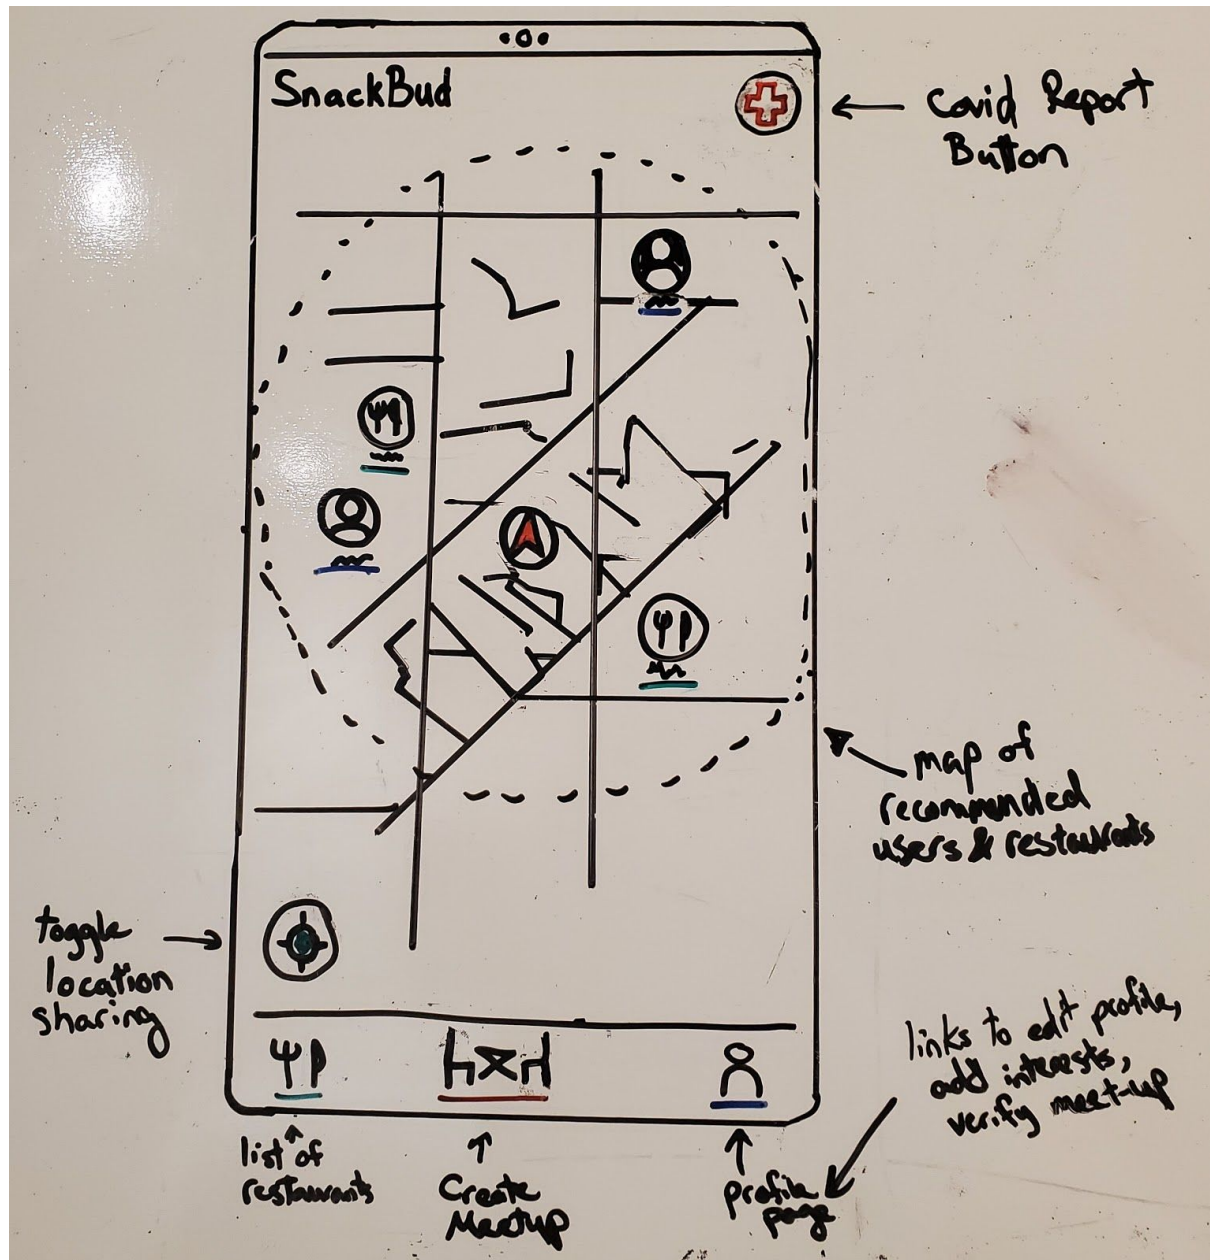 SnackBud
Covid Report
Button
map of
recommended
users & restaurants
toggle
location
sharing
links to edit profile,
add interests,
verify meet-up
list of
restaurants
Create
Meetup
profile
page